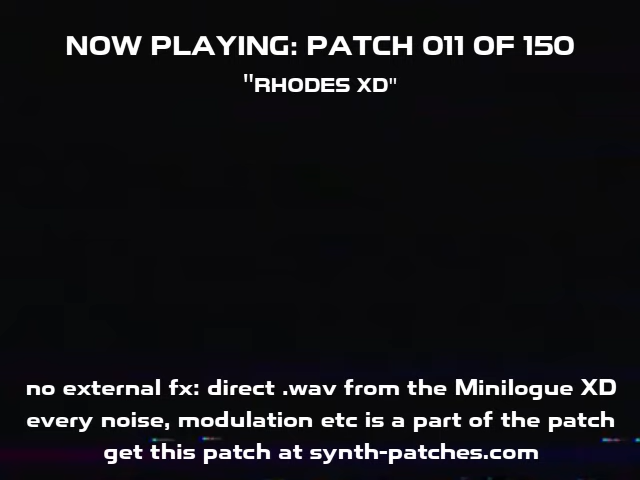 NOW PLAYING: PATCH 011 OF 150
"RHODES XD"
no external fx: direct .wav from the Minilogue XD
every noise, modulation etc is a part of the patch
get this patch at synth-patches.com